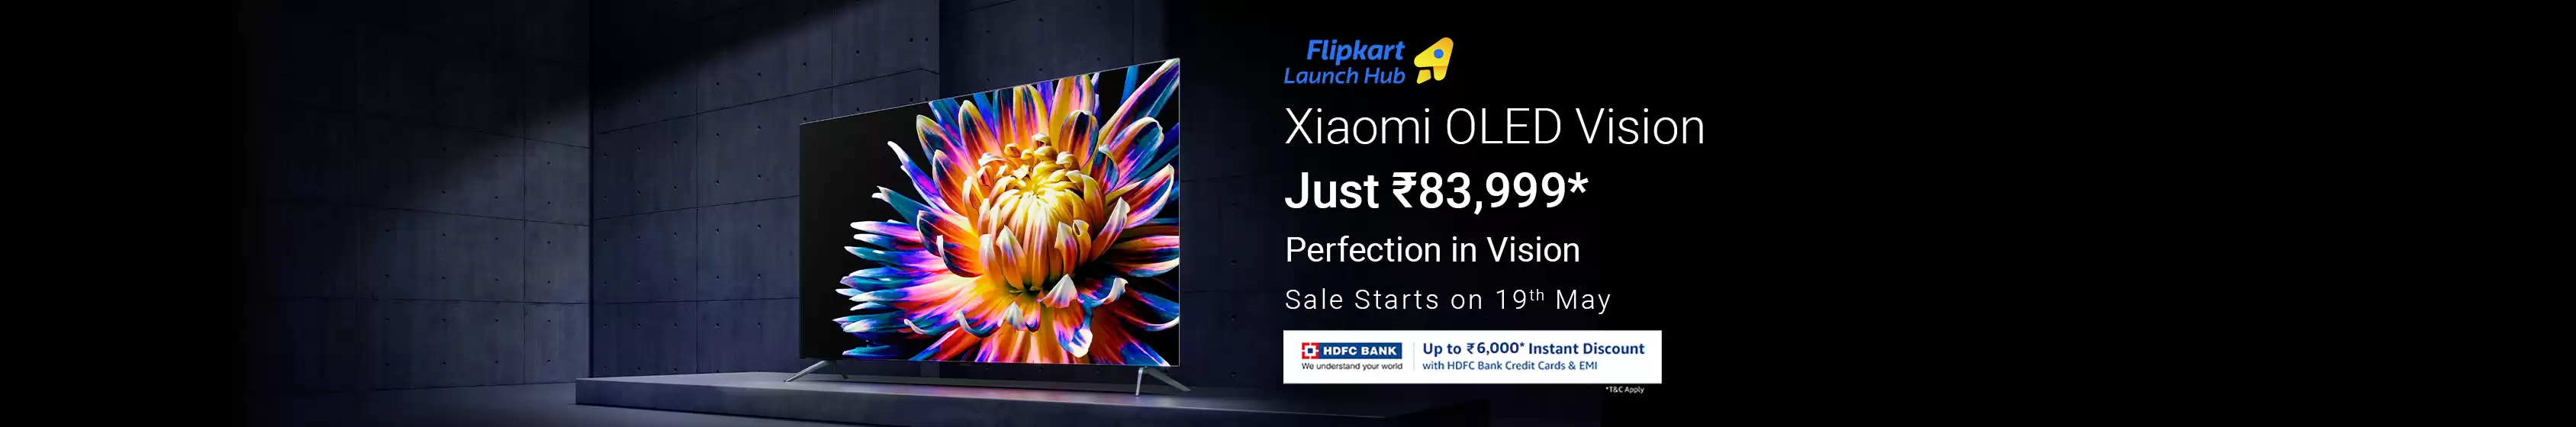 Flipkart
Launch Hub
Xiaomi OLED Vision
Just ₹83,999*
Perfection in Vision
Sale Starts on 19th May
HDFC BANK
We understand your world
Up to ₹6,000* Instant Discount
with HDFC Bank Credit Cards & EMI
*T&C Apply